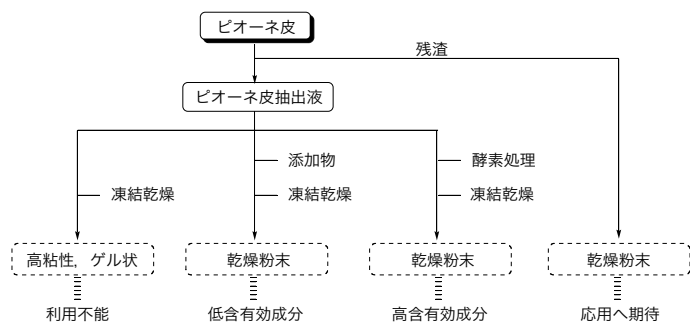 ピオーネ皮
残渣
ピオーネ皮抽出液
添加物
酵素処理
凍結乾燥
凍結乾燥
凍結乾燥
高粘性，ゲル状
乾燥粉末
乾燥粉末
乾燥粉末
利用不能
低含有効成分
高含有効成分
応用へ期待